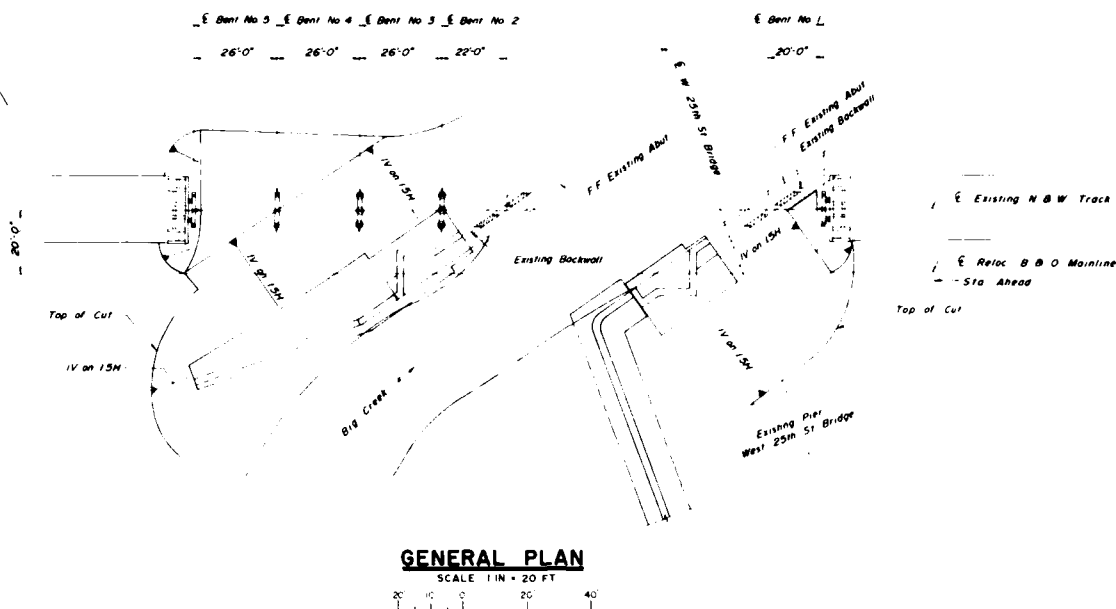 ℄ Bent No 5 ℄ Bent No 4 ℄ Bent No 3 ℄ Bent No 2
℄ Bent No 1
26'-0" 26'-0" 26'-0" 22'-0"
20'-0"
℄ W 25th St Bridge
F F Existing Abut
Existing Backwall
F F Existing Abut
1V on 1.5H
20'-0"
℄ Existing N & W Track
Existing Backwall
1V on 1.5H
1V on 1.5H
℄ Reloc B & O Mainline
Sta Ahead
Top of Cut
Top of Cut
1V on 1.5H
1V on 1.5H
Big Creek
Existing Pier
West 25th St Bridge
GENERAL PLAN
SCALE 1 IN = 20 FT
20' 10' 0 20' 40'